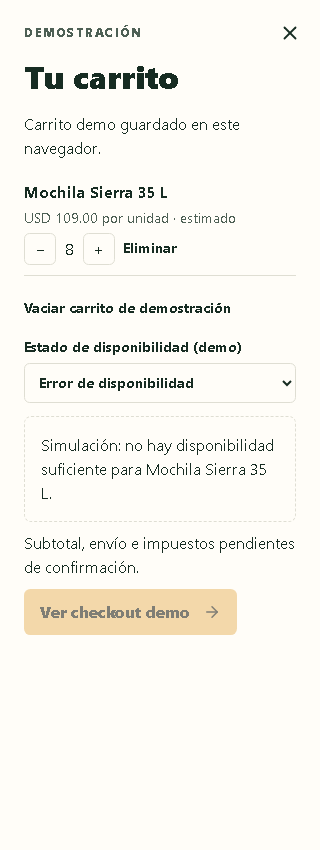 DEMOSTRACIÓN
Tu carrito
Carrito demo guardado en este
navegador.
Mochila Sierra 35 L
USD 109.00 por unidad · estimado
− 8 + Eliminar
Vaciar carrito de demostración
Estado de disponibilidad (demo)
Error de disponibilidad
Simulación: no hay disponibilidad
suficiente para Mochila Sierra 35
L.
Subtotal, envío e impuestos pendientes
de confirmación.
Ver checkout demo →